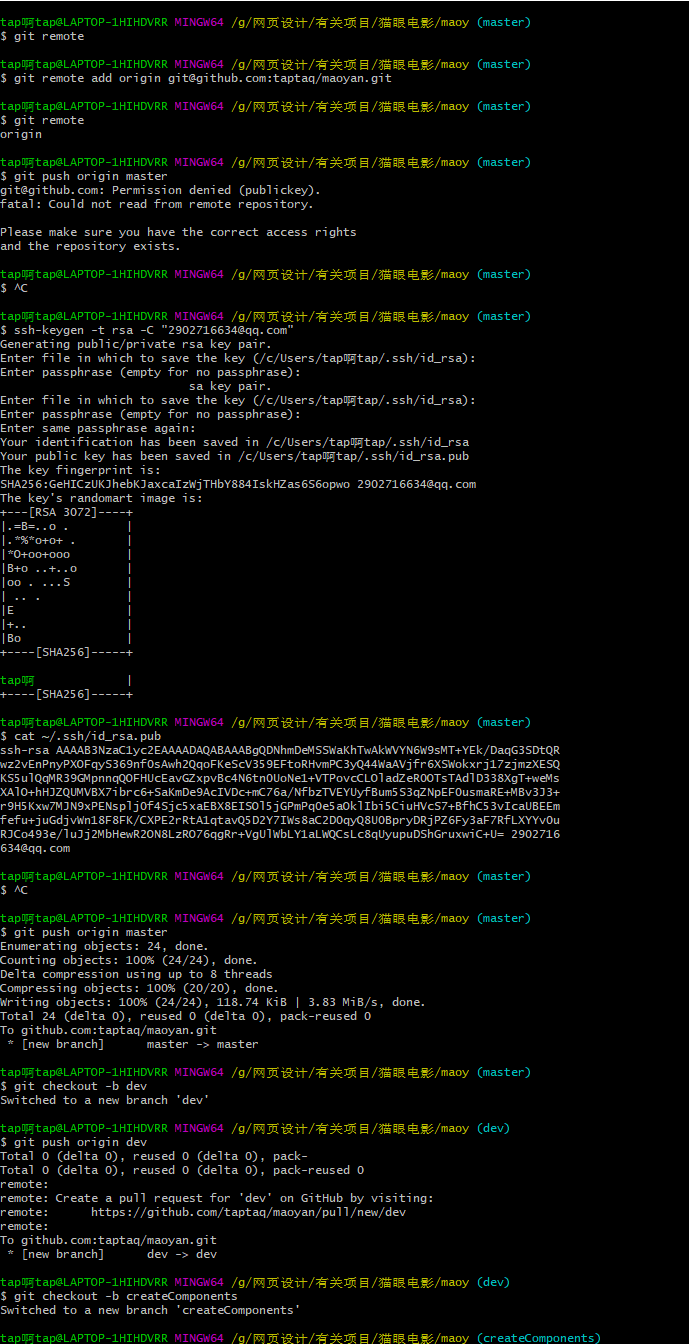 tap啊tap@LAPTOP-1HIHDVRR MINGW64 /g/网页设计/有关项目/猫眼电影/maoy (master)
$ git remote
tap啊tap@LAPTOP-1HIHDVRR MINGW64 /g/网页设计/有关项目/猫眼电影/maoy (master)
$ git remote add origin git@github.com:taptaq/maoyan.git
tap啊tap@LAPTOP-1HIHDVRR MINGW64 /g/网页设计/有关项目/猫眼电影/maoy (master)
$ git remote
origin
tap啊tap@LAPTOP-1HIHDVRR MINGW64 /g/网页设计/有关项目/猫眼电影/maoy (master)
$ git push origin master
git@github.com: Permission denied (publickey).
fatal: Could not read from remote repository.
Please make sure you have the correct access rights
and the repository exists.
tap啊tap@LAPTOP-1HIHDVRR MINGW64 /g/网页设计/有关项目/猫眼电影/maoy (master)
$ ^C
tap啊tap@LAPTOP-1HIHDVRR MINGW64 /g/网页设计/有关项目/猫眼电影/maoy (master)
$ ssh-keygen -t rsa -C "2902716634@qq.com"
Generating public/private rsa key pair.
Enter file in which to save the key (/c/Users/tap啊tap/.ssh/id_rsa):
Enter passphrase (empty for no passphrase):
                           sa key pair.
Enter file in which to save the key (/c/Users/tap啊tap/.ssh/id_rsa):
Enter passphrase (empty for no passphrase):
Enter same passphrase again:
Your identification has been saved in /c/Users/tap啊tap/.ssh/id_rsa
Your public key has been saved in /c/Users/tap啊tap/.ssh/id_rsa.pub
The key fingerprint is:
SHA256:GeHICzUKJhebKJaxcaIzWjTHbY884IskHZas6S6opwo 2902716634@qq.com
The key's randomart image is:
+---[RSA 3072]----+
|.=B=..o .        |
|.*%*o+o+ .       |
|*O+oo+ooo        |
|B+o ..+..o       |
|oo . ...S        |
| .. .            |
|E                |
|+..              |
|Bo               |
+----[SHA256]-----+
tap啊             |
+----[SHA256]-----+
tap啊tap@LAPTOP-1HIHDVRR MINGW64 /g/网页设计/有关项目/猫眼电影/maoy (master)
$ cat ~/.ssh/id_rsa.pub
ssh-rsa AAAAB3NzaC1yc2EAAAADAQABAAABgQDNhmDeMSSWaKhTwAkWVYN6W9sMT+YEk/DaqG3SDtQR
wz2vEnPnyPXOFqyS369nfOsAwh2QqoFKeScV359EFtoRHvmPC3yQ44WaAVjfr6XSWokxrj17zjmzXESQ
KS5ulQqMR39GMpnnqQOFHUcEavGZxpvBc4N6tnOUoNe1+VTPovcCLOladZeROOTsTAdlD338XgT+weMs
XAlO+hHJZQUMVBX7ibrc6+SaKmDe9AcIVDc+mC76a/NfbzTVEYUyfBum5S3qZNpEFOusmaRE+MBv3J3+
r9H5Kxw7MJN9xPENspljOf4Sjc5xaEBX8EISOl5jGPmPqOe5aOklIbi5CiuHVcS7+BfhC53vIcaUBEEm
fefu+juGdjvWn18F8FK/CXPE2rRtA1qtavQ5D2Y7IWs8aC2DOqyQ8UOBpryDRjPZ6Fy3aF7RfLXYYvOu
RJCo493e/luJj2MbHewR2ON8LzRO76qgRr+VgUlWbLY1aLWQCsLc8qUyupuDShGruxwiC+U= 2902716
634@qq.com
tap啊tap@LAPTOP-1HIHDVRR MINGW64 /g/网页设计/有关项目/猫眼电影/maoy (master)
$ ^C
tap啊tap@LAPTOP-1HIHDVRR MINGW64 /g/网页设计/有关项目/猫眼电影/maoy (master)
$ git push origin master
Enumerating objects: 24, done.
Counting objects: 100% (24/24), done.
Delta compression using up to 8 threads
Compressing objects: 100% (20/20), done.
Writing objects: 100% (24/24), 118.74 KiB | 3.83 MiB/s, done.
Total 24 (delta 0), reused 0 (delta 0), pack-reused 0
To github.com:taptaq/maoyan.git
 * [new branch]      master -> master
tap啊tap@LAPTOP-1HIHDVRR MINGW64 /g/网页设计/有关项目/猫眼电影/maoy (master)
$ git checkout -b dev
Switched to a new branch 'dev'
tap啊tap@LAPTOP-1HIHDVRR MINGW64 /g/网页设计/有关项目/猫眼电影/maoy (dev)
$ git push origin dev
Total 0 (delta 0), reused 0 (delta 0), pack-
Total 0 (delta 0), reused 0 (delta 0), pack-reused 0
remote:
remote: Create a pull request for 'dev' on GitHub by visiting:
remote:      https://github.com/taptaq/maoyan/pull/new/dev
remote:
To github.com:taptaq/maoyan.git
 * [new branch]      dev -> dev
tap啊tap@LAPTOP-1HIHDVRR MINGW64 /g/网页设计/有关项目/猫眼电影/maoy (dev)
$ git checkout -b createComponents
Switched to a new branch 'createComponents'
tap啊tap@LAPTOP-1HIHDVRR MINGW64 /g/网页设计/有关项目/猫眼电影/maoy (createComponents)